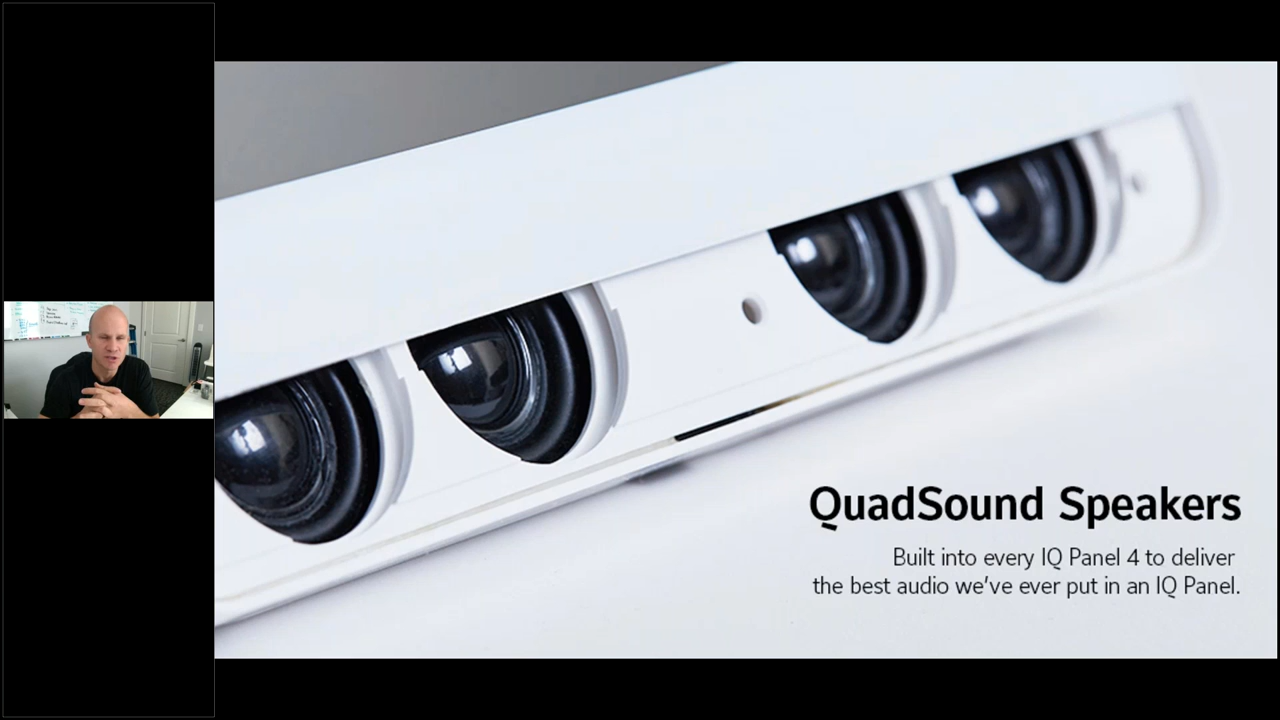 QuadSound Speakers
Built into every IQ Panel 4 to deliver
the best audio we've ever put in an IQ Panel.